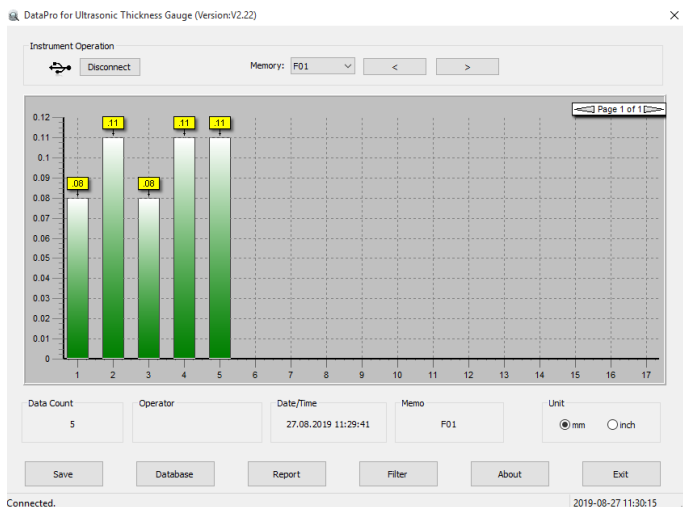 DataPro for Ultrasonic Thickness Gauge (Version:V2.22)
Instrument Operation
Disconnect
Memory: F01 < >
Page 1 of 1
.11 .11 .11
.08 .08
0.12
0.11
0.1
0.09
0.08
0.07
0.06
0.05
0.04
0.03
0.02
0.01
0
1 2 3 4 5 6 7 8 9 10 11 12 13 14 15 16 17
Data Count Operator Date/Time Memo Unit
5 27.08.2019 11:29:41 F01 mm inch
Save Database Report Filter About Exit
Connected. 2019-08-27 11:30:15